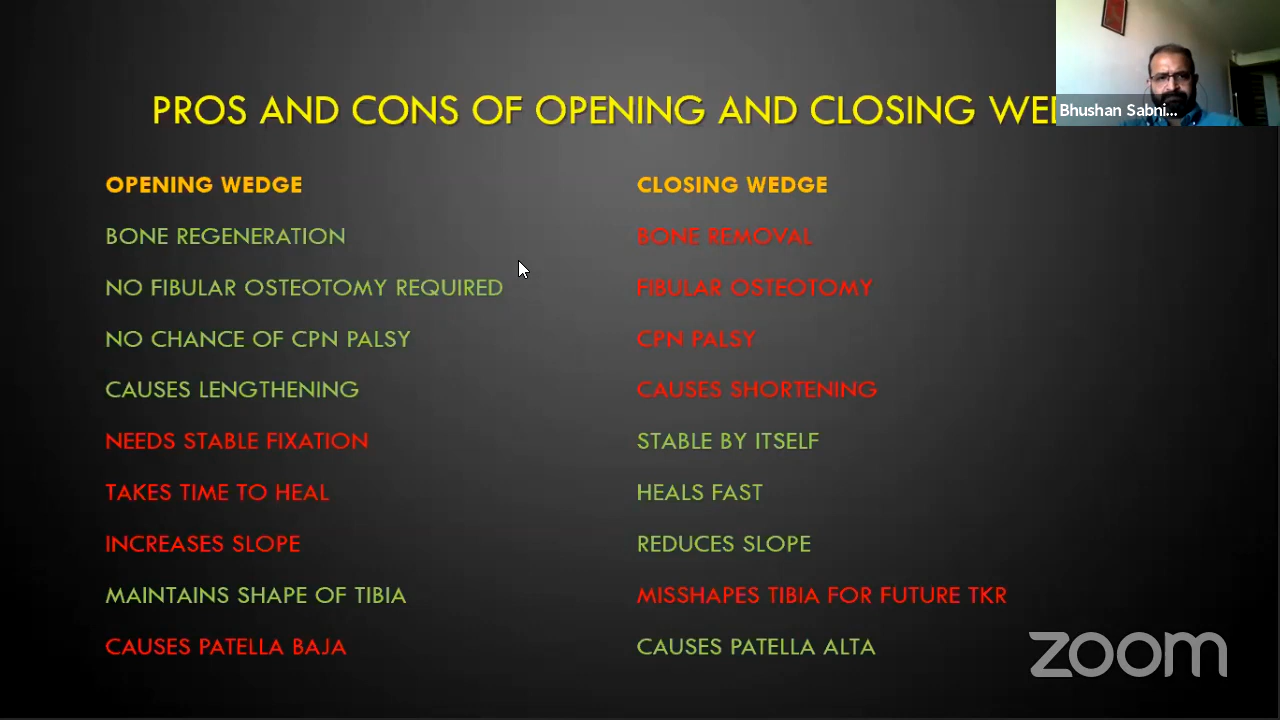 PROS AND CONS OF OPENING AND CLOSING
Bhushan Sabni...
OPENING WEDGE
CLOSING WEDGE
BONE REGENERATION
BONE REMOVAL
NO FIBULAR OSTEOTOMY REQUIRED
FIBULAR OSTEOTOMY
NO CHANCE OF CPN PALSY
CPN PALSY
CAUSES LENGTHENING
CAUSES SHORTENING
NEEDS STABLE FIXATION
STABLE BY ITSELF
TAKES TIME TO HEAL
HEALS FAST
INCREASES SLOPE
REDUCES SLOPE
MAINTAINS SHAPE OF TIBIA
MISSHAPES TIBIA FOR FUTURE TKR
CAUSES PATELLA BAJA
CAUSES PATELLA ALTA
zoom